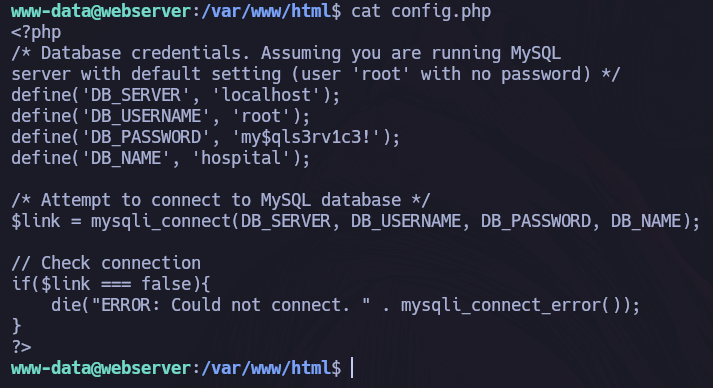 www-data@webserver:/var/www/html$ cat config.php
<?php
/* Database credentials. Assuming you are running MySQL
server with default setting (user 'root' with no password) */
define('DB_SERVER', 'localhost');
define('DB_USERNAME', 'root');
define('DB_PASSWORD', 'my$qls3rv1c3!');
define('DB_NAME', 'hospital');

/* Attempt to connect to MySQL database */
$link = mysqli_connect(DB_SERVER, DB_USERNAME, DB_PASSWORD, DB_NAME);

// Check connection
if($link === false){
    die("ERROR: Could not connect. " . mysqli_connect_error());
}
?>
www-data@webserver:/var/www/html$